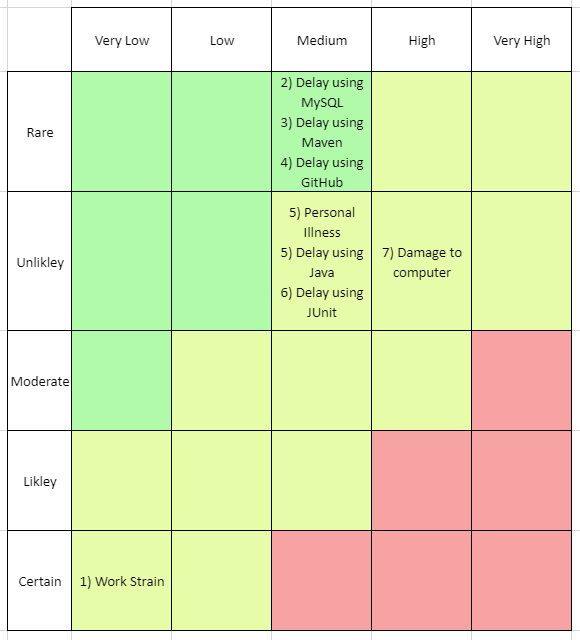 Very Low
Low
Medium
High
Very High
Rare
2) Delay using
MySQL
3) Delay using
Maven
4) Delay using
GitHub
Unlikley
5) Personal
Illness
5) Delay using
Java
6) Delay using
JUnit
7) Damage to
computer
Moderate
Likley
Certain
1) Work Strain